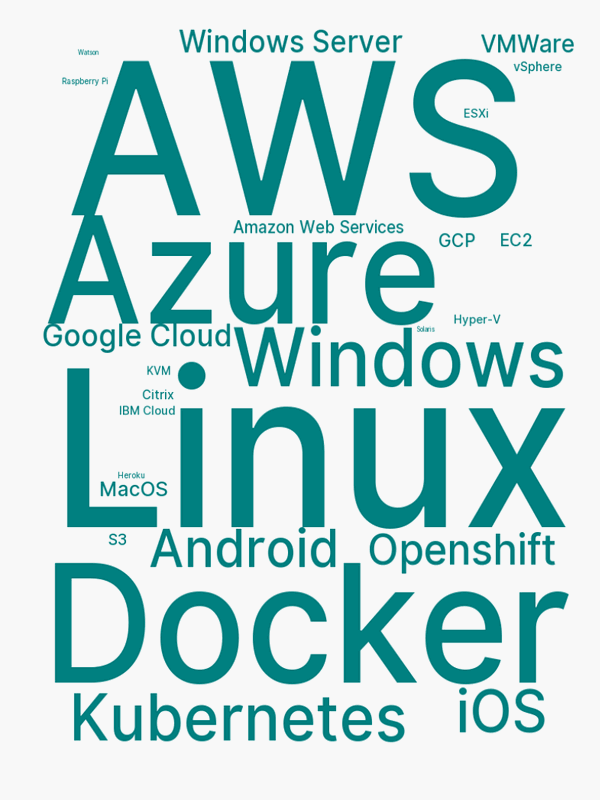 Windows Server
VMWare
Watson
vSphere
Raspberry Pi
AWS
ESXi
Amazon Web Services
GCP
EC2
Azure
Hyper-V
Solaris
Google Cloud
Windows
KVM
Citrix
IBM Cloud
Linux
Heroku
MacOS
S3
Android
Openshift
Docker
Kubernetes
iOS